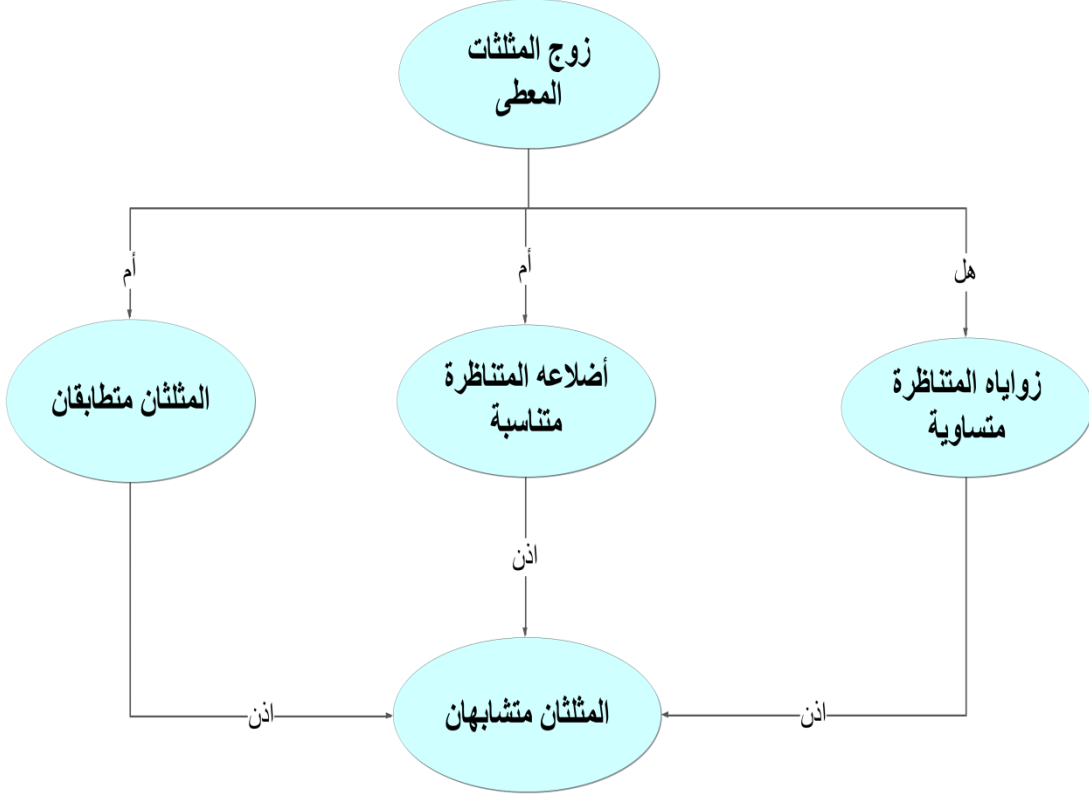 زوج المثلثات
المعطى
هل
أم
أم
زواياه المتناظرة
متساوية
أضلاعه المتناظرة
متناسبة
المثلثان متطابقان
اذن
اذن
اذن
المثلثان متشابهان